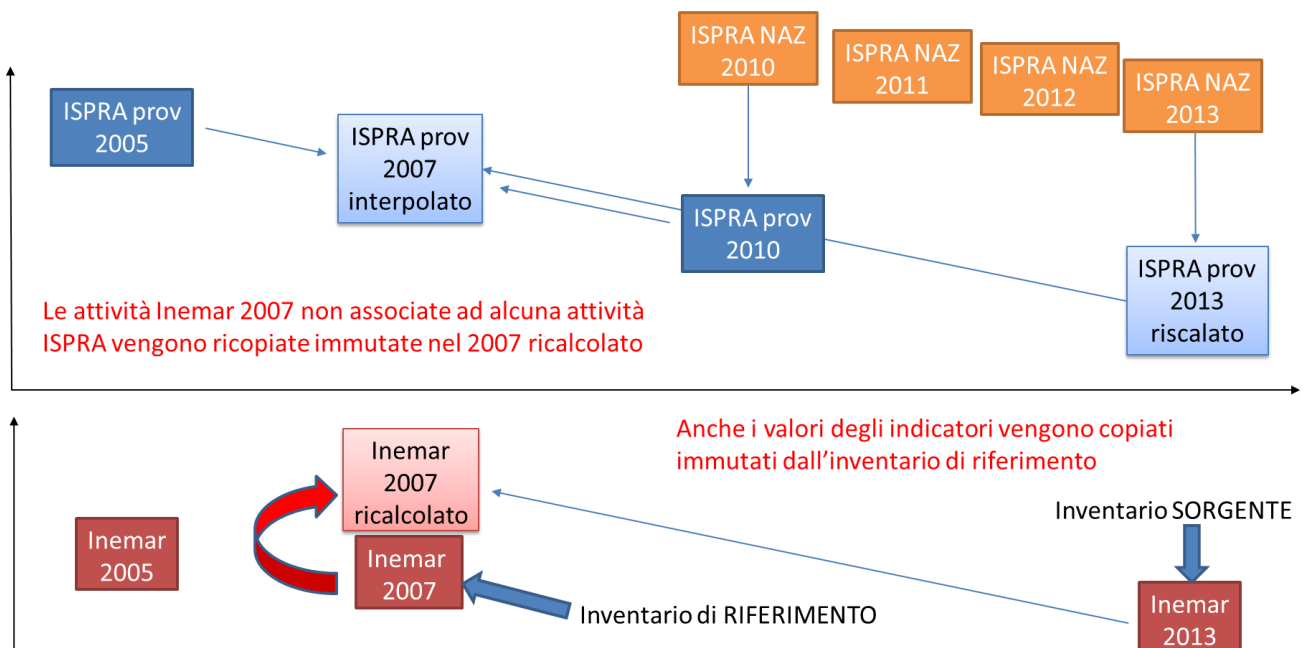 ISPRA NAZ
2010
ISPRA NAZ
2011
ISPRA NAZ
2012
ISPRA NAZ
2013
ISPRA prov
2005
ISPRA prov
2007
interpolato
ISPRA prov
2010
ISPRA prov
2013
riscalato
Le attività Inemar 2007 non associate ad alcuna attività
ISPRA vengono ricopiate immutate nel 2007 ricalcolato
Anche i valori degli indicatori vengono copiati
immutati dall'inventario di riferimento
Inemar
2007
ricalcolato
Inventario SORGENTE
Inemar
2005
Inemar
2007
Inventario di RIFERIMENTO
Inemar
2013